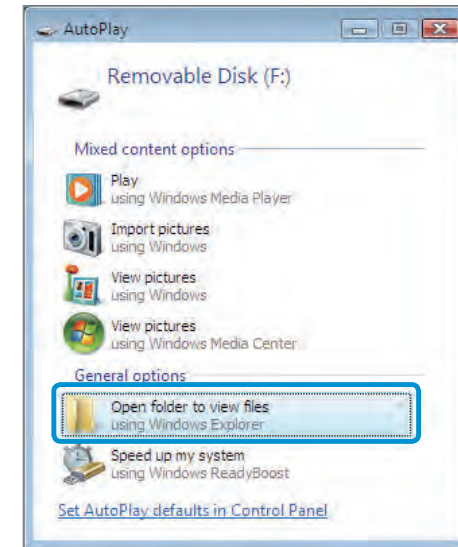 AutoPlay
Removable Disk (F:)
Mixed content options
Play
using Windows Media Player
Import pictures
using Windows
View pictures
using Windows
View pictures
using Windows Media Center
General options
Open folder to view files
using Windows Explorer
Speed up my system
using Windows ReadyBoost
Set AutoPlay defaults in Control Panel